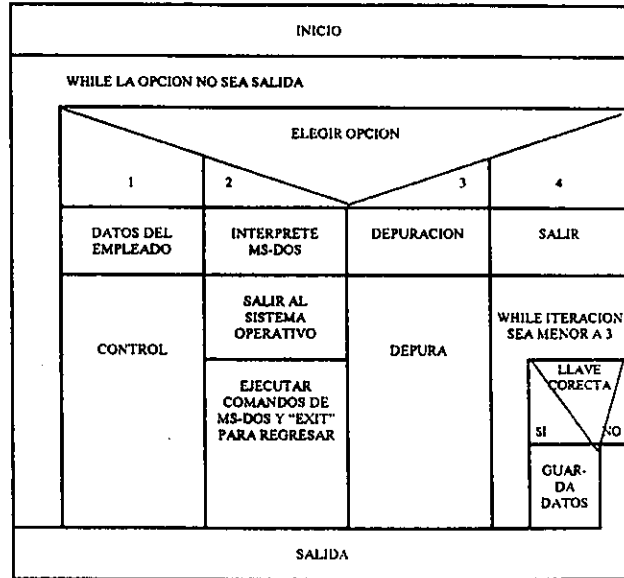 INICIO
WHILE LA OPCION NO SEA SALIDA
ELEGIR OPCION
1
2
3
4
DATOS DEL
EMPLEADO
INTERPRETE
MS-DOS
DEPURACION
SALIR
CONTROL
SALIR AL
SISTEMA
OPERATIVO
EJECUTAR
COMANDOS DE
MS-DOS Y "EXIT"
PARA REGRESAR
DEPURA
WHILE ITERACION
SEA MENOR A 3
LLAVE
CORECTA
SI
NO
GUAR-
DA
DATOS
SALIDA